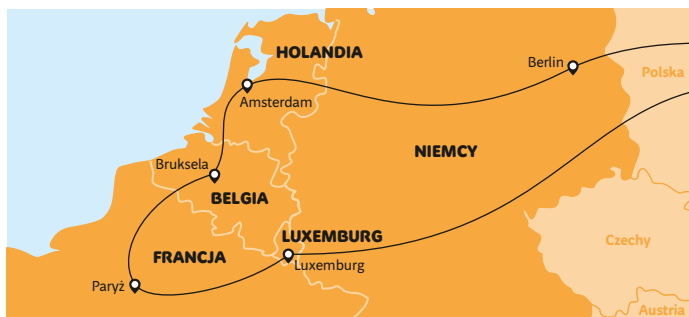 HOLANDIA
Berlin
Polska
Amsterdam
NIEMCY
Bruksela
BELGIA
LUXEMBURG
Czechy
FRANCJA
Luxemburg
Paryż
Austria